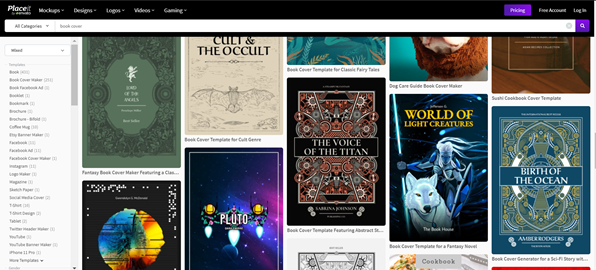 Placeit
by envato
Mockups
Designs
Logos
Videos
Gaming
Pricing
Free Account
Log In
All Categories
book cover
Mixed
Templates
Book (402)
Book Cover Maker (251)
Book Facebook Ad (5)
Booklet (1)
Bookmark (1)
Brochure (1)
Brochure - Bifold (1)
Coffee Mug (10)
Etsy Banner Maker (1)
Facebook (10)
Facebook Ad (11)
Facebook Cover Maker (1)
Instagram (11)
Logo Maker (4)
Magazine (1)
Sketch Paper (1)
Social Media Cover (2)
T-Shirt (16)
T-Shirt Design (1)
Tablet (3)
Twitter Header Maker (1)
YouTube (1)
YouTube Banner Maker (1)
iPhone 11 Pro (1)
More Templates
LORD
OF THE
ANGELS
Fantasy Book Cover Maker Featuring a Clas...
CULT &
THE OCCULT
Book Cover Template for Cult Genre
PLUTO
Book Cover Template for Classic Fairy Tales
THE VOICE
OF THE TITAN
SABRINA JOHNSON
Book Cover Template Featuring Abstract St...
Dog Care Guide Book Cover Maker
WORLD OF
LIGHT CREATURES
The Book House
Book Cover Template for a Fantasy Novel
Cookbook
Sushi Cookbook Cover Template
BIRTH OF
THE OCEAN
AMBER RODGERS
Book Cover Generator for a Sci-Fi Story wit...